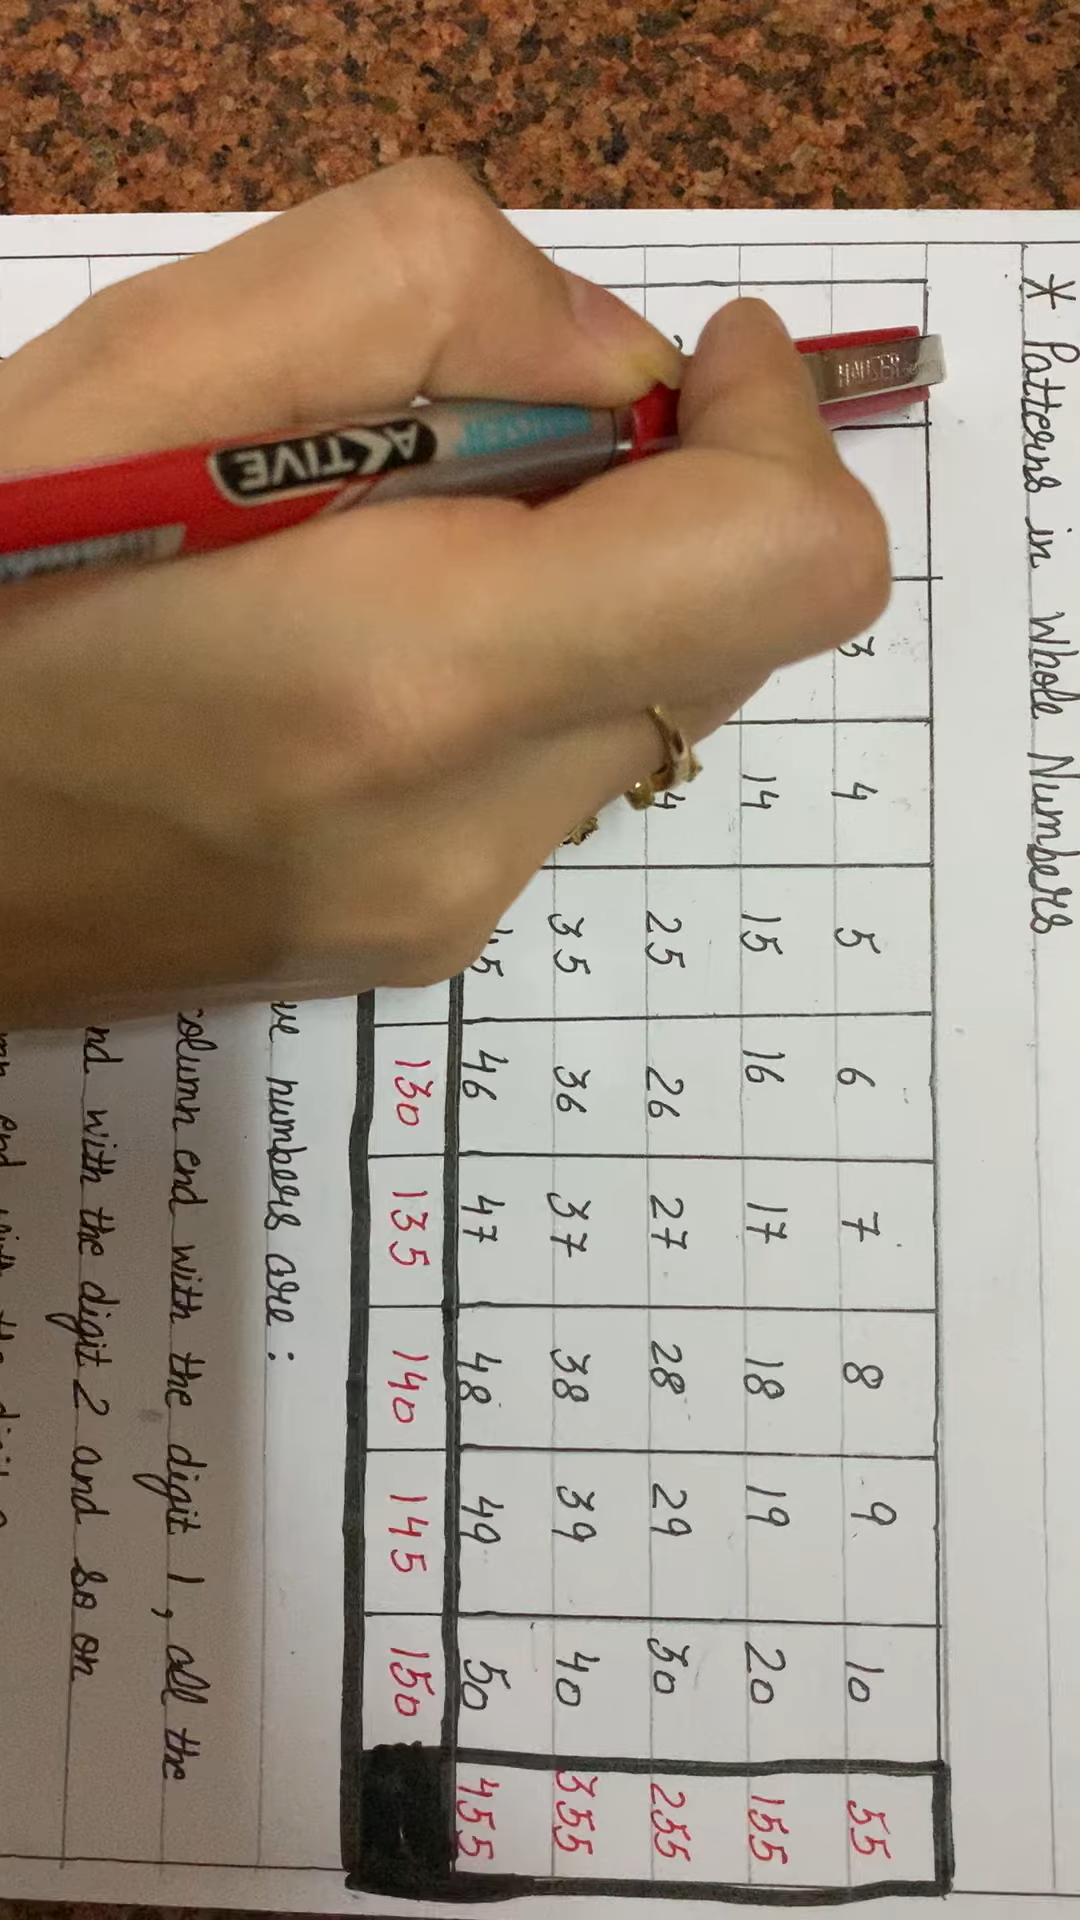 * Patterns in Whole Numbers
3 4 5 6 7 8 9 10 55
14 15 16 17 18 19 20 155
4 25 26 27 28 29 30 255
35 36 37 38 39 40 355
45 46 47 48 49 50 455
130 135 140 145 150
numbers are :
column end with the digit 1, all the
with the digit 2 and so on
ACTIVE
HAUSER